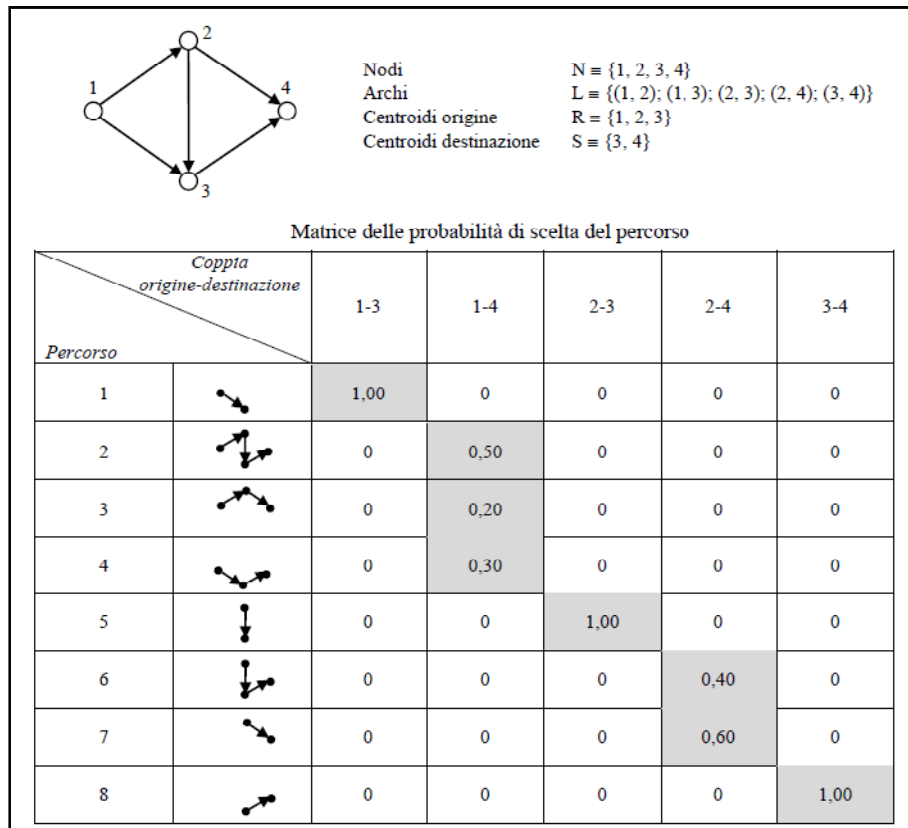 2
1
4
3
Nodi N ≡ {1, 2, 3, 4}
Archi L ≡ {(1, 2); (1, 3); (2, 3); (2, 4); (3, 4)}
Centroidi origine R = {1, 2, 3}
Centroidi destinazione S ≡ {3, 4}
Matrice delle probabilità di scelta del percorso
Coppta
origine-destinazione
Percorso
1-3 1-4 2-3 2-4 3-4
1 1,00 0 0 0 0
2 0 0,50 0 0 0
3 0 0,20 0 0 0
4 0 0,30 0 0 0
5 0 0 1,00 0 0
6 0 0 0 0,40 0
7 0 0 0 0,60 0
8 0 0 0 0 1,00